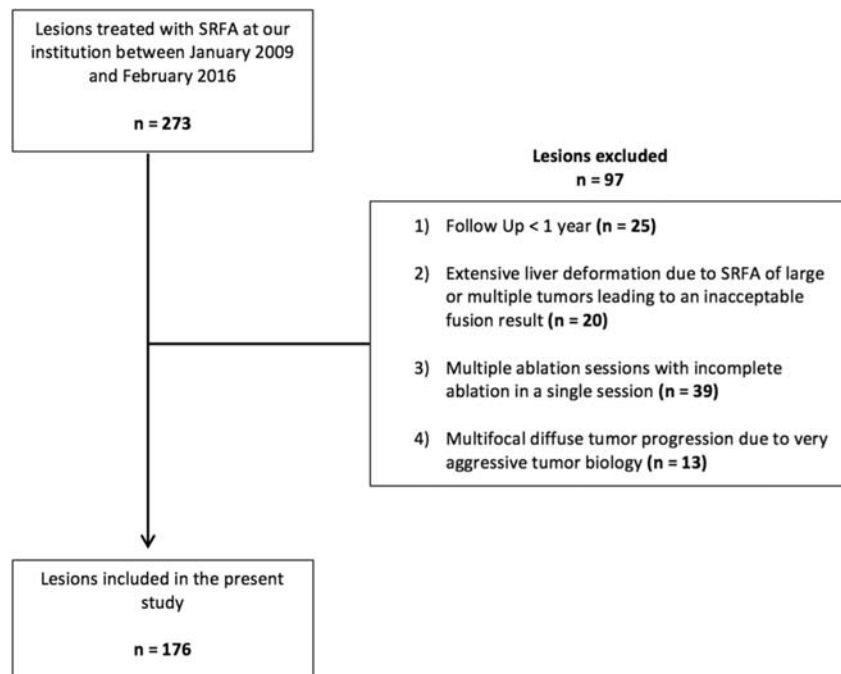 Lesions treated with SRFA at our
institution between January 2009
and February 2016
n = 273
Lesions excluded
n = 97
1) Follow Up < 1 year (n = 25)
2) Extensive liver deformation due to SRFA of large
or multiple tumors leading to an inacceptable
fusion result (n = 20)
3) Multiple ablation sessions with incomplete
ablation in a single session (n = 39)
4) Multifocal diffuse tumor progression due to very
aggressive tumor biology (n = 13)
Lesions included in the present
study
n = 176